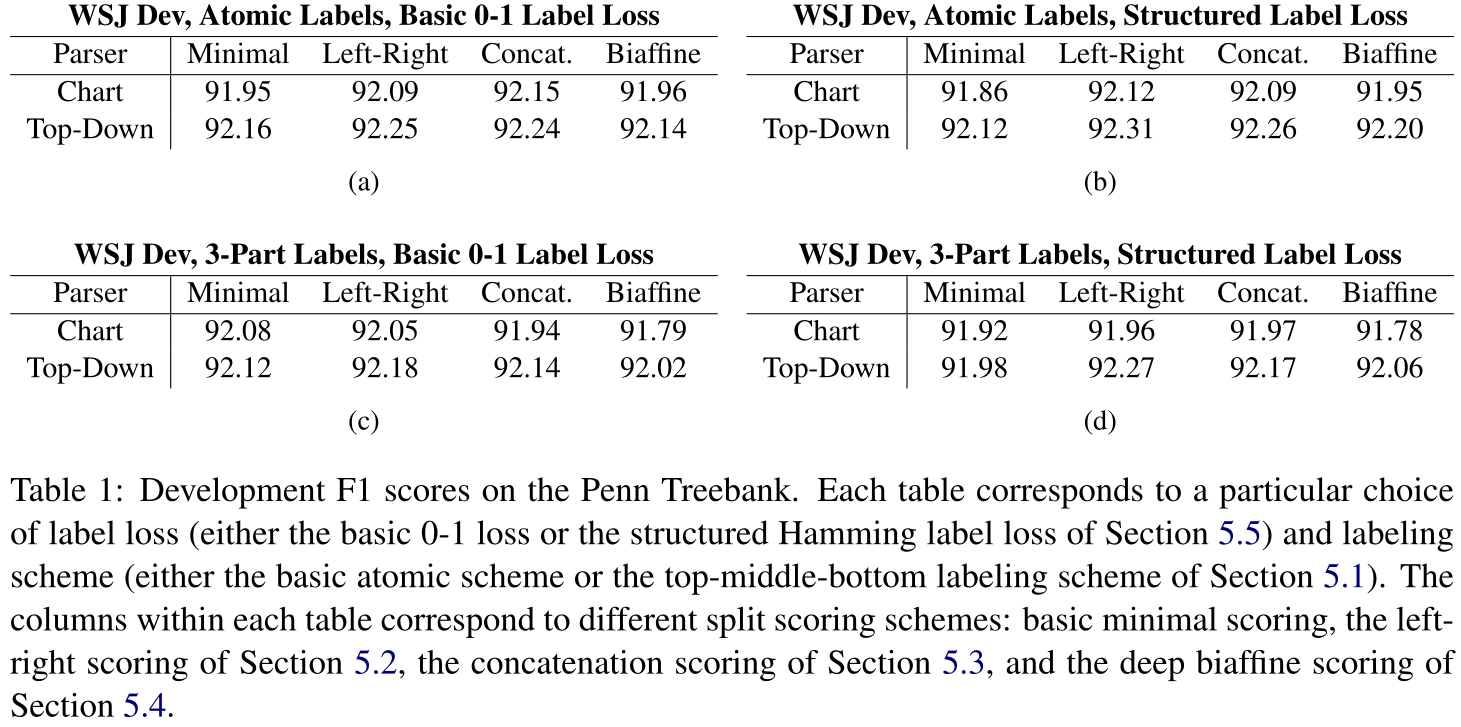 WSJ Dev, Atomic Labels, Basic 0-1 Label Loss
Parser Minimal Left-Right Concat. Biaffine
Chart 91.95 92.09 92.15 91.96
Top-Down 92.16 92.25 92.24 92.14
(a)
WSJ Dev, Atomic Labels, Structured Label Loss
Parser Minimal Left-Right Concat. Biaffine
Chart 91.86 92.12 92.09 91.95
Top-Down 92.12 92.31 92.26 92.20
(b)
WSJ Dev, 3-Part Labels, Basic 0-1 Label Loss
Parser Minimal Left-Right Concat. Biaffine
Chart 92.08 92.05 91.94 91.79
Top-Down 92.12 92.18 92.14 92.02
(c)
WSJ Dev, 3-Part Labels, Structured Label Loss
Parser Minimal Left-Right Concat. Biaffine
Chart 91.92 91.96 91.97 91.78
Top-Down 91.98 92.27 92.17 92.06
(d)
Table 1: Development F1 scores on the Penn Treebank. Each table corresponds to a particular choice
of label loss (either the basic 0-1 loss or the structured Hamming label loss of Section 5.5) and labeling
scheme (either the basic atomic scheme or the top-middle-bottom labeling scheme of Section 5.1). The
columns within each table correspond to different split scoring schemes: basic minimal scoring, the left-
right scoring of Section 5.2, the concatenation scoring of Section 5.3, and the deep biaffine scoring of
Section 5.4.